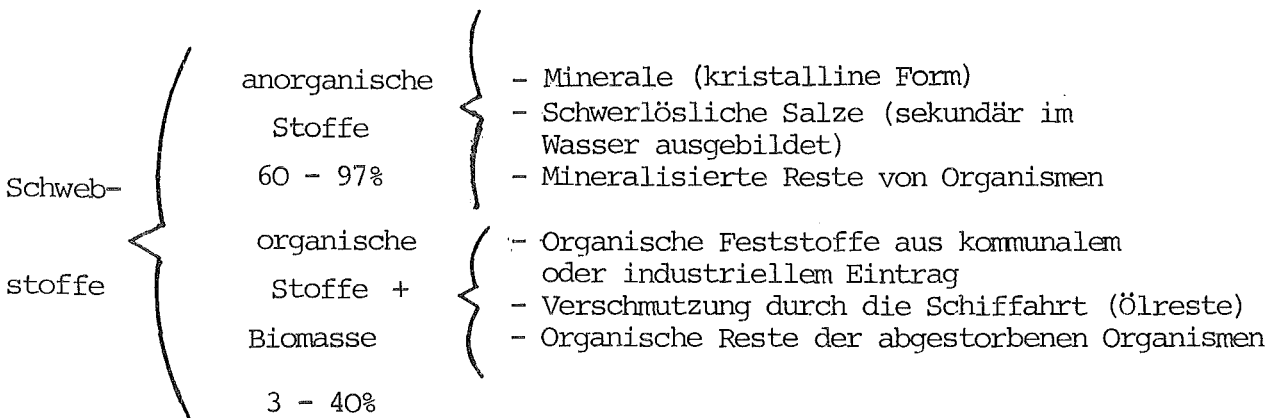 Schweb-
stoffe
anorganische
Stoffe
60 - 97%
- Minerale (kristalline Form)
- Schwerlösliche Salze (sekundär im
Wasser ausgebildet)
- Mineralisierte Reste von Organismen
organische
Stoffe +
Biomasse
3 - 40%
- Organische Feststoffe aus kommunalem
oder industriellem Eintrag
- Verschmutzung durch die Schiffahrt (Ölreste)
- Organische Reste der abgestorbenen Organismen